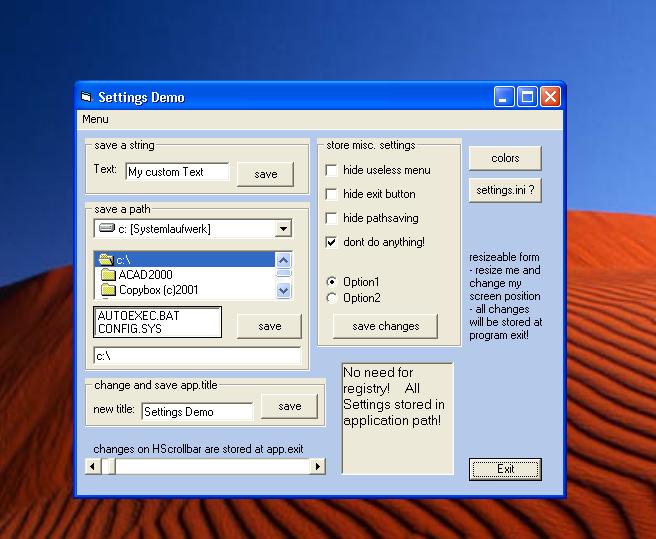 Settings Demo
Menu
save a string
Text: My custom Text save
save a path
c: [Systemlaufwerk]
c:\
ACAD2000
Copybox (c)2001
AUTOEXEC.BAT
CONFIG.SYS
save
c:\
change and save app.title
new title: Settings Demo save
changes on HScrollbar are stored at app.exit
store misc. settings
hide useless menu
hide exit button
hide pathsaving
dont do anything!
Option1
Option2
save changes
No need for
registry! All
Settings stored in
application path!
colors
settings.ini ?
resizeable form
- resize me and
change my
screen position
- all changes
will be stored at
program exit!
Exit